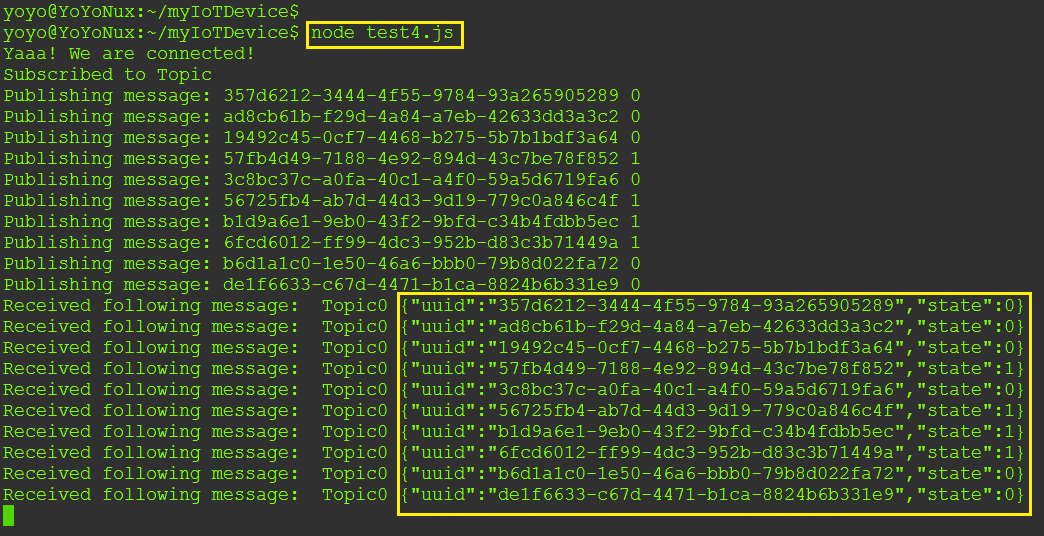 yoyo@YoYoNux:~/myIoTDevice$
yoyo@YoYoNux:~/myIoTDevice$ node test4.js
Yaaa! We are connected!
Subscribed to Topic
Publishing message: 357d6212-3444-4f55-9784-93a265905289 0
Publishing message: ad8cb61b-f29d-4a84-a7eb-42633dd3a3c2 0
Publishing message: 19492c45-0cf7-4468-b275-5b7b1bdf3a64 0
Publishing message: 57fb4d49-7188-4e92-894d-43c7be78f852 1
Publishing message: 3c8bc37c-a0fa-40c1-a4f0-59a5d6719fa6 0
Publishing message: 56725fb4-ab7d-44d3-9d19-779c0a846c4f 1
Publishing message: b1d9a6e1-9eb0-43f2-9bfd-c34b4fdbb5ec 1
Publishing message: 6fcd6012-ff99-4dc3-952b-d83c3b71449a 1
Publishing message: b6d1a1c0-1e50-46a6-bbb0-79b8d022fa72 0
Publishing message: de1f6633-c67d-4471-b1ca-8824b6b331e9 0
Received following message:  Topic0 {"uuid":"357d6212-3444-4f55-9784-93a265905289","state":0}
Received following message:  Topic0 {"uuid":"ad8cb61b-f29d-4a84-a7eb-42633dd3a3c2","state":0}
Received following message:  Topic0 {"uuid":"19492c45-0cf7-4468-b275-5b7b1bdf3a64","state":0}
Received following message:  Topic0 {"uuid":"57fb4d49-7188-4e92-894d-43c7be78f852","state":1}
Received following message:  Topic0 {"uuid":"3c8bc37c-a0fa-40c1-a4f0-59a5d6719fa6","state":0}
Received following message:  Topic0 {"uuid":"56725fb4-ab7d-44d3-9d19-779c0a846c4f","state":1}
Received following message:  Topic0 {"uuid":"b1d9a6e1-9eb0-43f2-9bfd-c34b4fdbb5ec","state":1}
Received following message:  Topic0 {"uuid":"6fcd6012-ff99-4dc3-952b-d83c3b71449a","state":1}
Received following message:  Topic0 {"uuid":"b6d1a1c0-1e50-46a6-bbb0-79b8d022fa72","state":0}
Received following message:  Topic0 {"uuid":"de1f6633-c67d-4471-b1ca-8824b6b331e9","state":0}